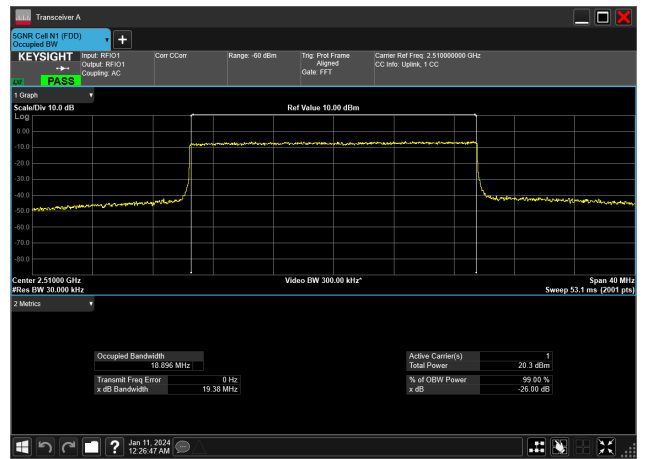 Transceiver A
5GNR Cell N1 (FDD)
Occupied BW
KEYSIGHT
PASS
Input: RFIO1
Output: RFIO1
Coupling: AC
Corr CCorr
Range: -60 dBm
Trig: Prot Frame
Aligned
Gate: FFT
Carrier Ref Freq: 2.510000000 GHz
CC Info: Uplink, 1 CC
1 Graph
Scale/Div 10.0 dB
Ref Value 10.00 dBm
Log
0.00
-10.0
-20.0
-30.0
-40.0
-50.0
-60.0
-70.0
-80.0
Center 2.51000 GHz
Video BW 300.00 kHz*
Span 40 MHz
#Res BW 30.000 kHz
Sweep 53.1 ms (2001 pts)
2 Metrics
Occupied Bandwidth
18.896 MHz
Transmit Freq Error 0 Hz
x dB Bandwidth 19.38 MHz
Active Carrier(s) 1
Total Power 20.3 dBm
% of OBW Power 99.00 %
x dB -26.00 dB
Jan 11, 2024
12:26:47 AM